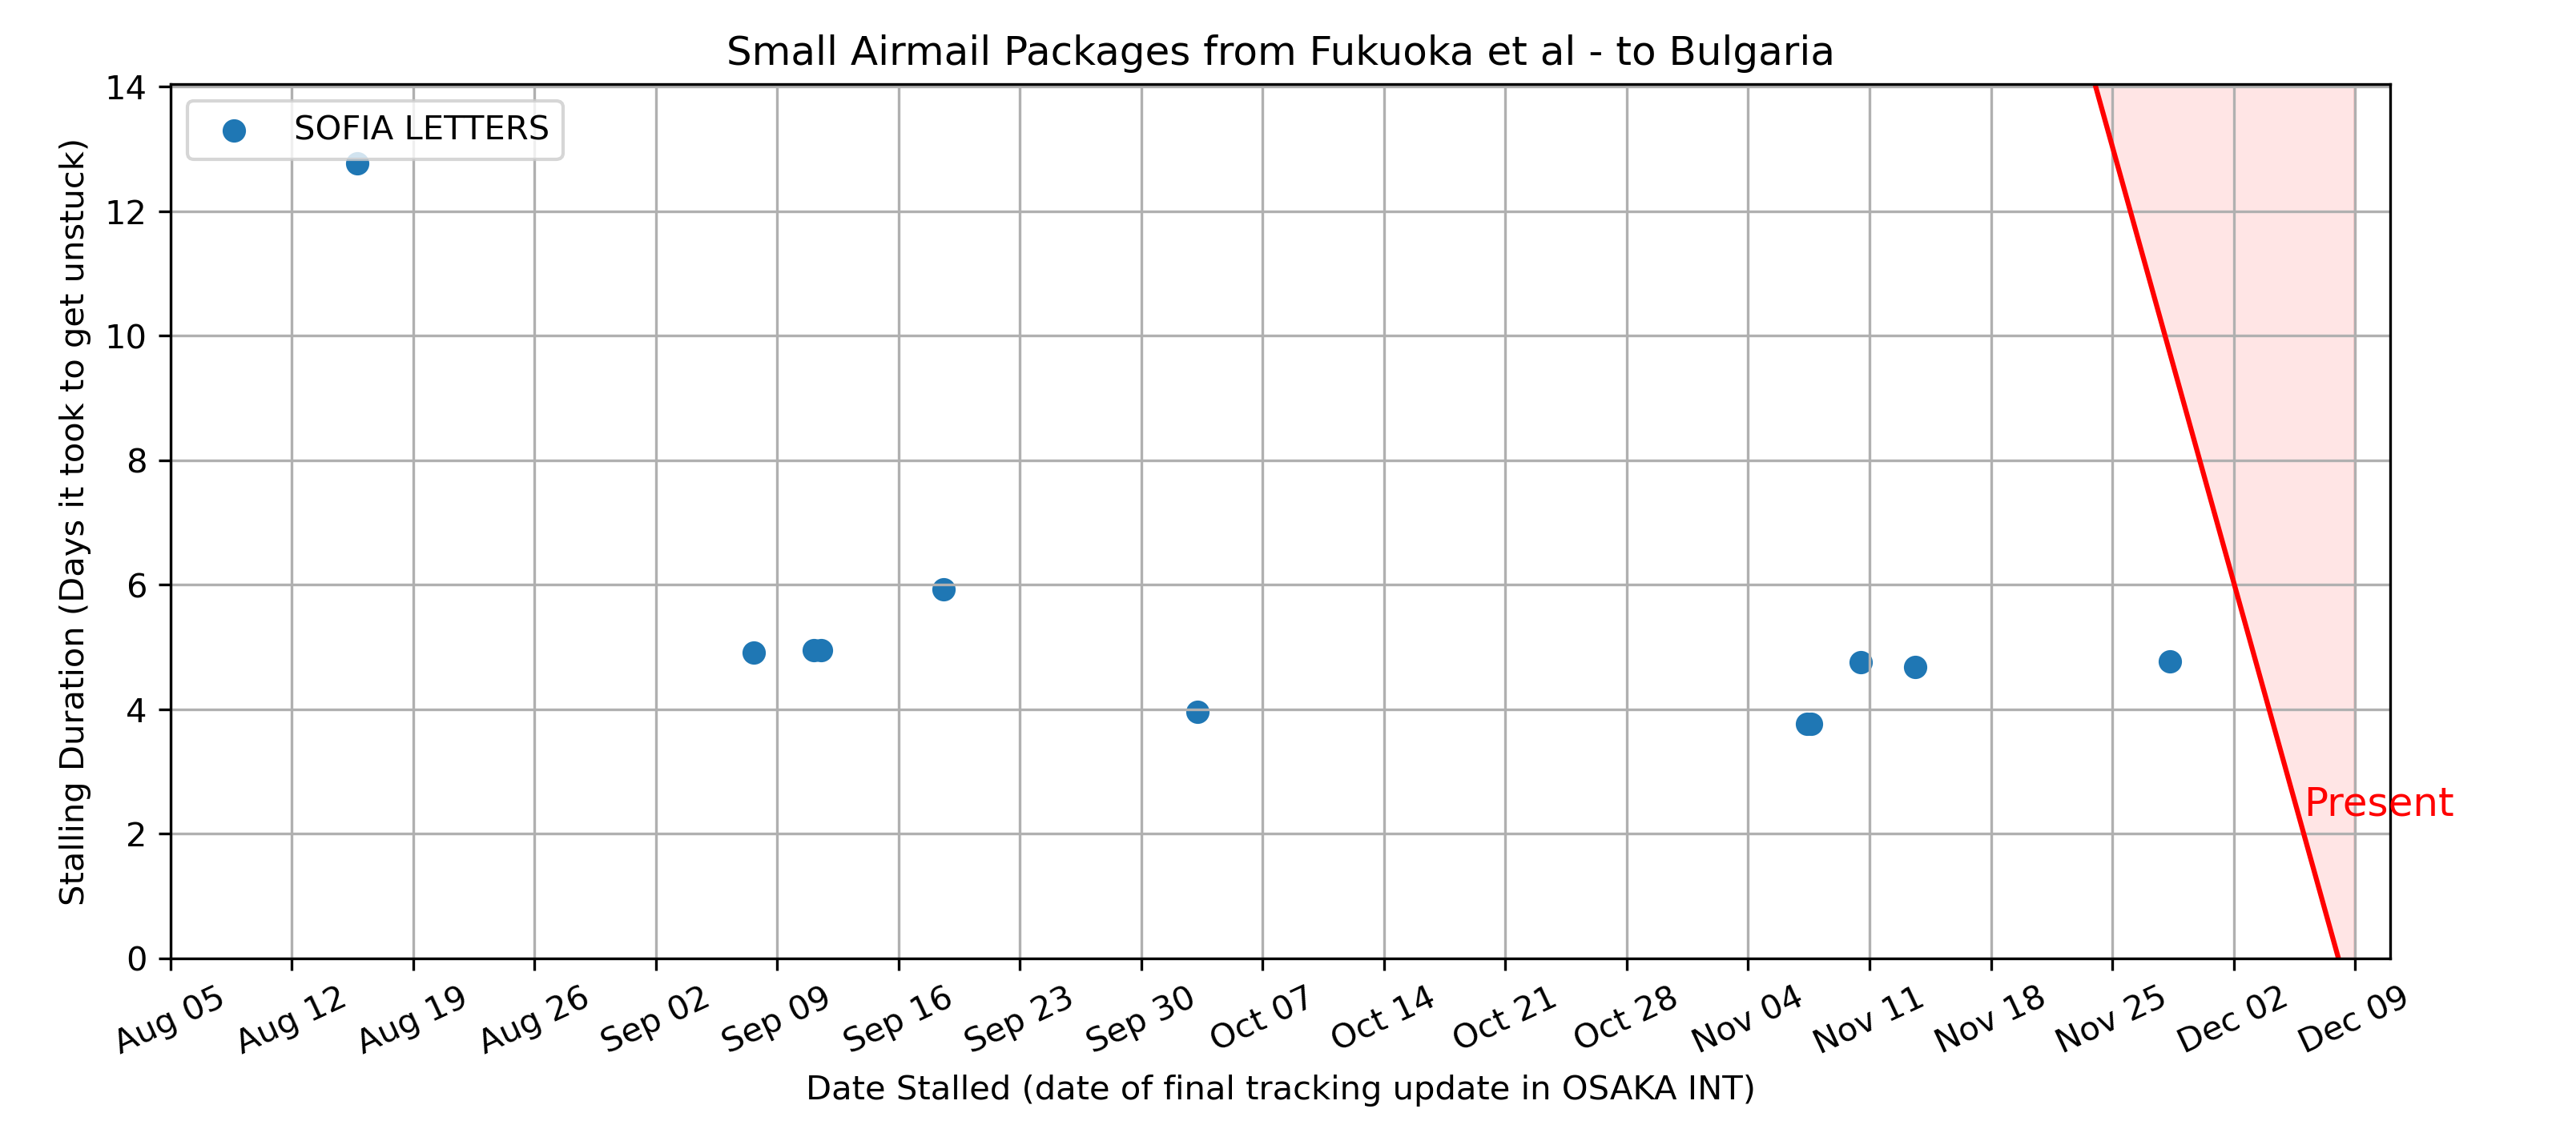 Small Airmail Packages from Fukuoka et al - to Bulgaria
SOFIA LETTERS
Stalling Duration (Days it took to get unstuck)
14
12
10
8
6
4
2
0
Present
Aug 05
Aug 12
Aug 19
Aug 26
Sep 02
Sep 09
Sep 16
Sep 23
Sep 30
Oct 07
Oct 14
Oct 21
Oct 28
Nov 04
Nov 11
Nov 18
Nov 25
Dec 02
Dec 09
Date Stalled (date of final tracking update in OSAKA INT)